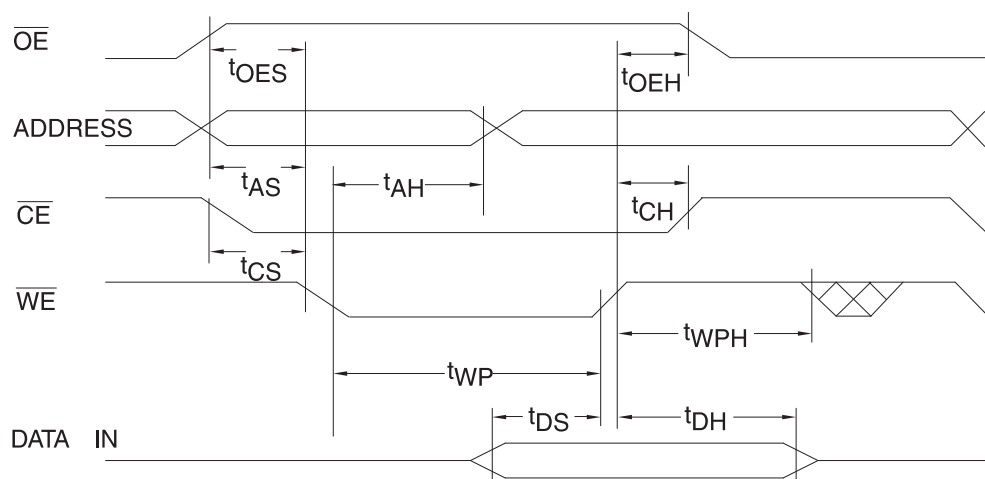 OE
tOES
tOEH
ADDRESS
tAS
tAH
tCH
CE
tCS
WE
tWPH
tWP
tDS
tDH
DATA IN